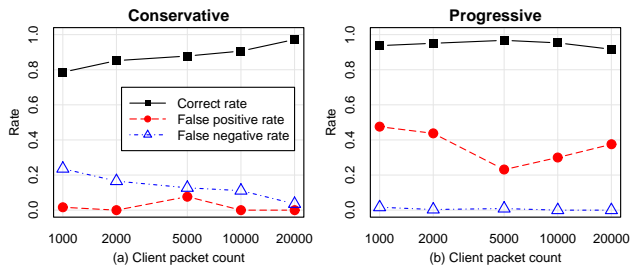 Conservative
Rate
0.0 0.2 0.4 0.6 0.8 1.0
Correct rate
False positive rate
False negative rate
1000 2000 5000 10000 20000
(a) Client packet count
Progressive
Rate
0.0 0.2 0.4 0.6 0.8 1.0
1000 2000 5000 10000 20000
(b) Client packet count